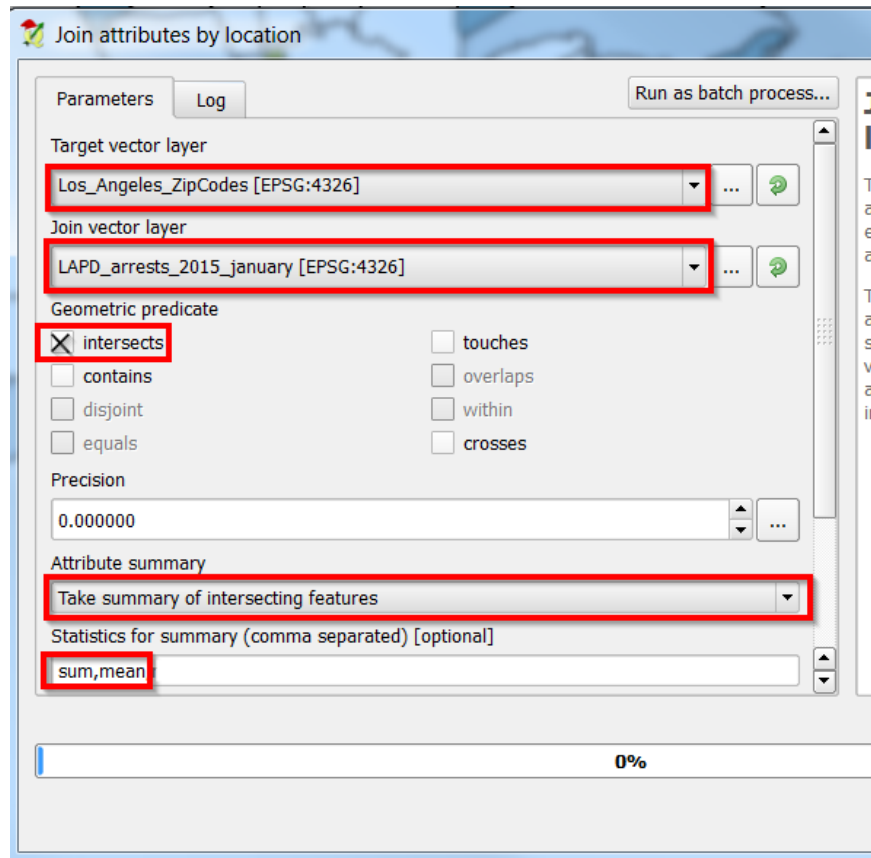 Join attributes by location
Parameters Log Run as batch process...
Target vector layer
Los_Angeles_ZipCodes [EPSG:4326] ...
Join vector layer
LAPD_arrests_2015_january [EPSG:4326] ...
Geometric predicate
intersects touches
contains overlaps
disjoint within
equals crosses
Precision
0.000000 ...
Attribute summary
Take summary of intersecting features
Statistics for summary (comma separated) [optional]
sum,mean
0%